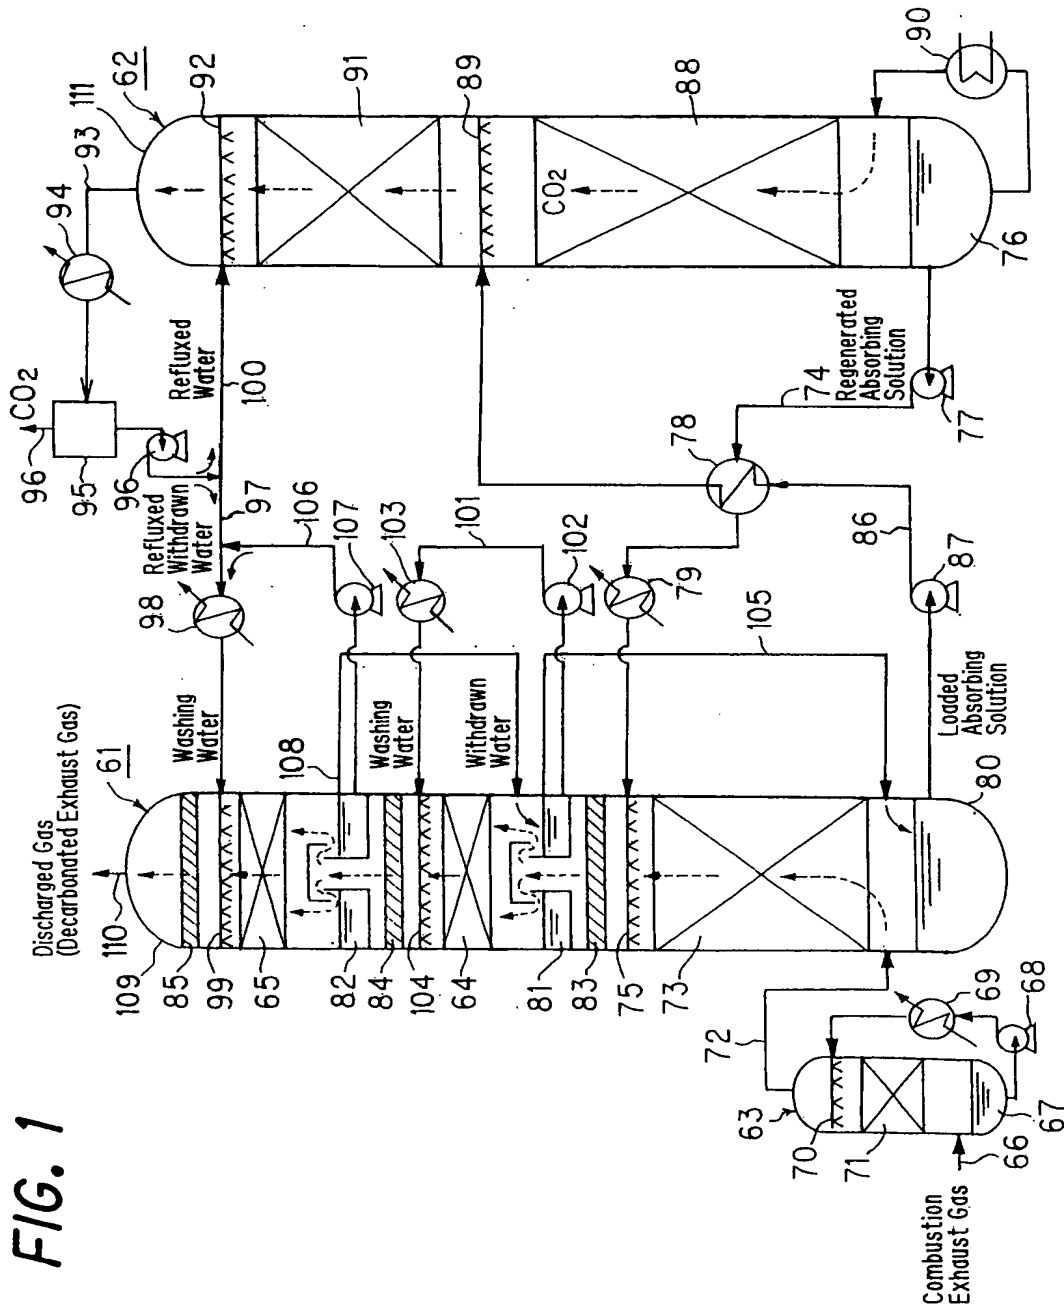 FIG. 1
Discharged Gas
(Decarbonated Exhaust Gas)
110
61
109
85
99
65
82
84
104
64
81
83
75
73
80
72
63
70
71
66
67
68
69
Combustion
Exhaust Gas
Washing
Water
98
108
Washing
Water
Withdrawn
Water
105
Loaded
Absorbing
Solution
87
86
79
102
101
103
107
106
97
Refluxed
Withdrawn
Water
96
95
96
CO2
Refluxed
Water
100
78
74
Regenerated
Absorbing
Solution
77
76
94
93
111
62
92
91
89
CO2
88
90